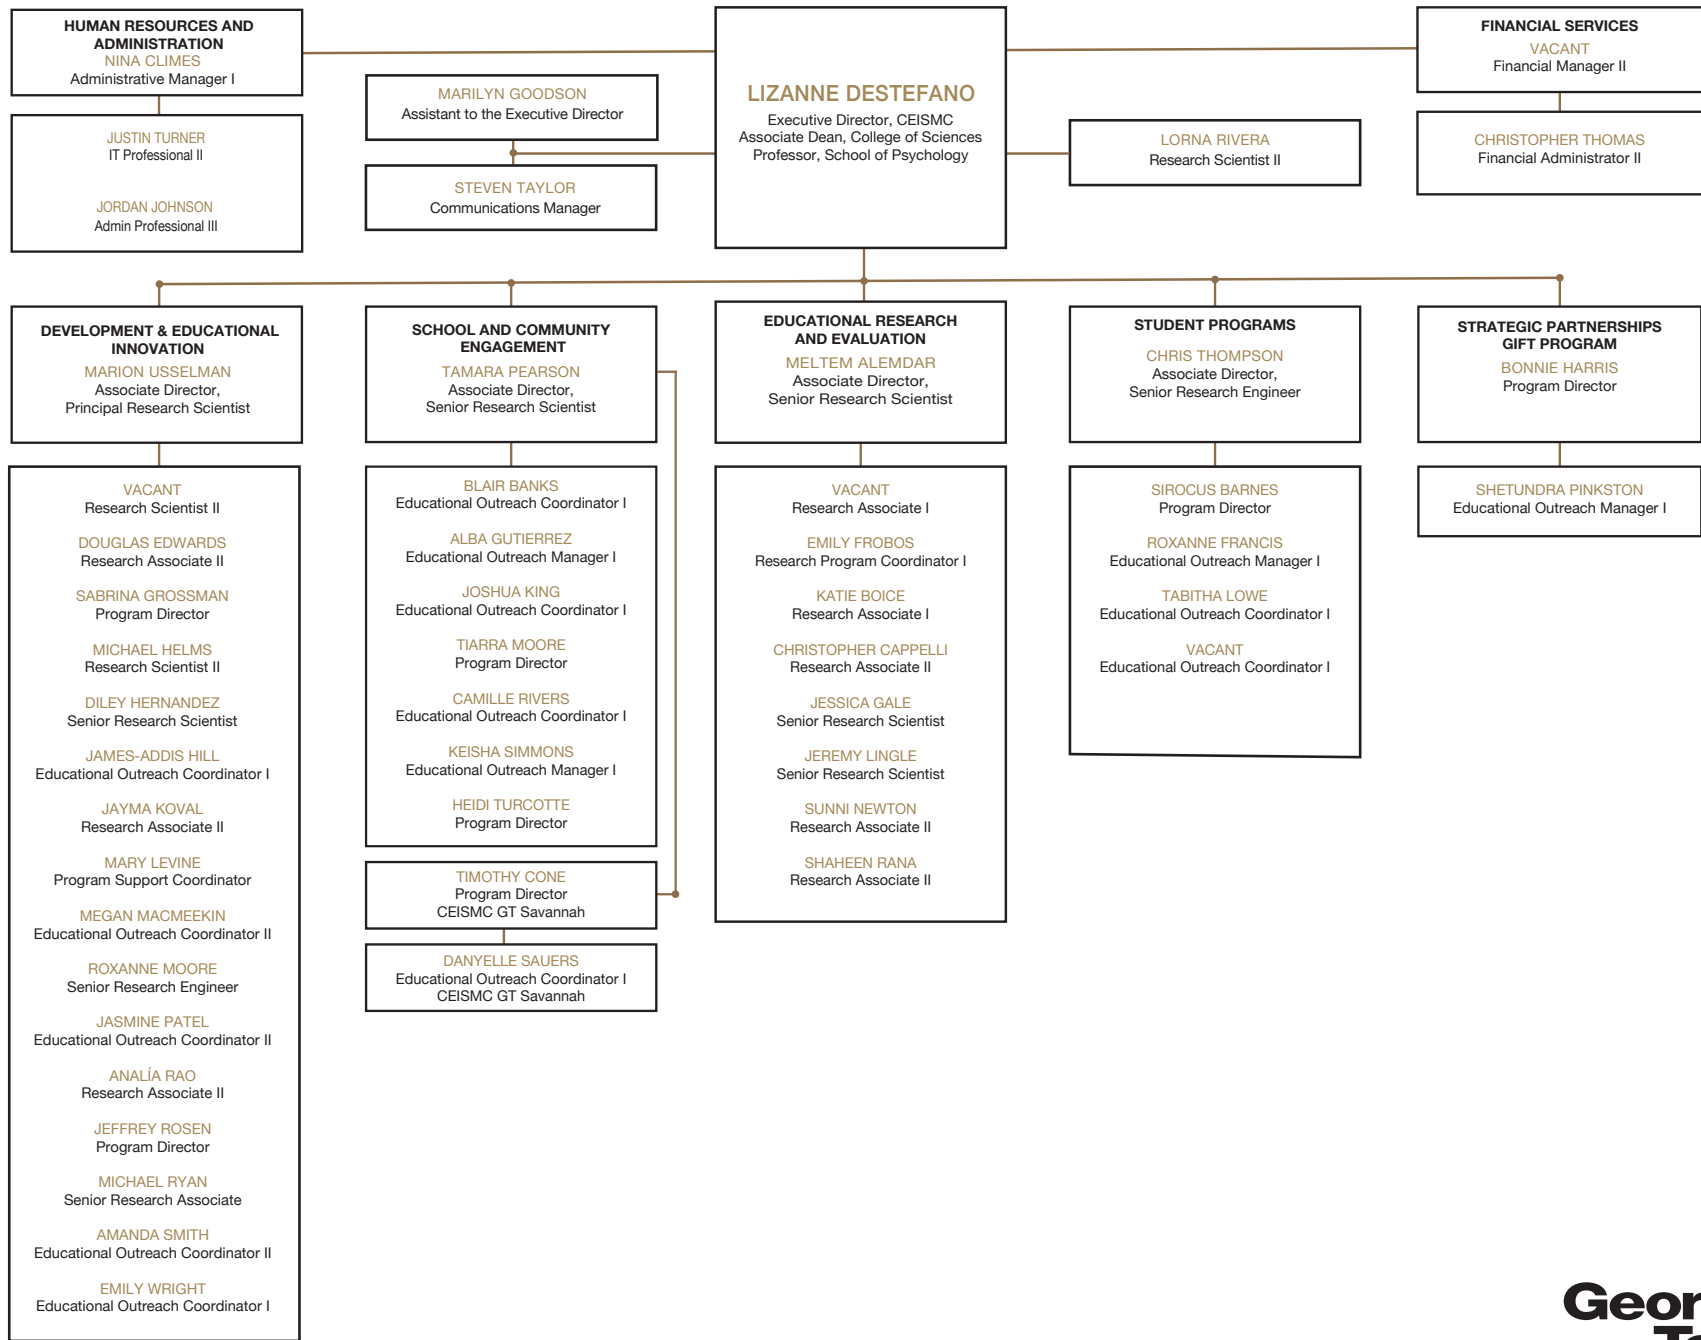 HUMAN RESOURCES AND
ADMINISTRATION
NINA CLIMES
Administrative Manager I
JUSTIN TURNER
IT Professional II
JORDAN JOHNSON
Admin Professional III
MARILYN GOODSON
Assistant to the Executive Director
STEVEN TAYLOR
Communications Manager
LIZANNE DESTEFANO
Executive Director, CEISMC
Associate Dean, College of Sciences
Professor, School of Psychology
LORNA RIVERA
Research Scientist II
FINANCIAL SERVICES
VACANT
Financial Manager II
CHRISTOPHER THOMAS
Financial Administrator II
DEVELOPMENT & EDUCATIONAL
INNOVATION
MARION USSELMAN
Associate Director,
Principal Research Scientist
VACANT
Research Scientist II
DOUGLAS EDWARDS
Research Associate II
SABRINA GROSSMAN
Program Director
MICHAEL HELMS
Research Scientist II
DILEY HERNANDEZ
Senior Research Scientist
JAMES-ADDIS HILL
Educational Outreach Coordinator I
JAYMA KOVAL
Research Associate II
MARY LEVINE
Program Support Coordinator
MEGAN MACMEEKIN
Educational Outreach Coordinator II
ROXANNE MOORE
Senior Research Engineer
JASMINE PATEL
Educational Outreach Coordinator II
ANALÍA RAO
Research Associate II
JEFFREY ROSEN
Program Director
MICHAEL RYAN
Senior Research Associate
AMANDA SMITH
Educational Outreach Coordinator II
EMILY WRIGHT
Educational Outreach Coordinator I
SCHOOL AND COMMUNITY
ENGAGEMENT
TAMARA PEARSON
Associate Director,
Senior Research Scientist
BLAIR BANKS
Educational Outreach Coordinator I
ALBA GUTIERREZ
Educational Outreach Manager I
JOSHUA KING
Educational Outreach Coordinator I
TIARRA MOORE
Program Director
CAMILLE RIVERS
Educational Outreach Coordinator I
KEISHA SIMMONS
Educational Outreach Manager I
HEIDI TURCOTTE
Program Director
TIMOTHY CONE
Program Director
CEISMC GT Savannah
DANYELLE SAUERS
Educational Outreach Coordinator I
CEISMC GT Savannah
EDUCATIONAL RESEARCH
AND EVALUATION
MELTEM ALEMDAR
Associate Director,
Senior Research Scientist
VACANT
Research Associate I
EMILY FROBOS
Research Program Coordinator I
KATIE BOICE
Research Associate I
CHRISTOPHER CAPPELLI
Research Associate II
JESSICA GALE
Senior Research Scientist
JEREMY LINGLE
Senior Research Scientist
SUNNI NEWTON
Research Associate II
SHAHEEN RANA
Research Associate II
STUDENT PROGRAMS
CHRIS THOMPSON
Associate Director,
Senior Research Engineer
SIROCUS BARNES
Program Director
ROXANNE FRANCIS
Educational Outreach Manager I
TABITHA LOWE
Educational Outreach Coordinator I
VACANT
Educational Outreach Coordinator I
STRATEGIC PARTNERSHIPS
GIFT PROGRAM
BONNIE HARRIS
Program Director
SHETUNDRA PINKSTON
Educational Outreach Manager I